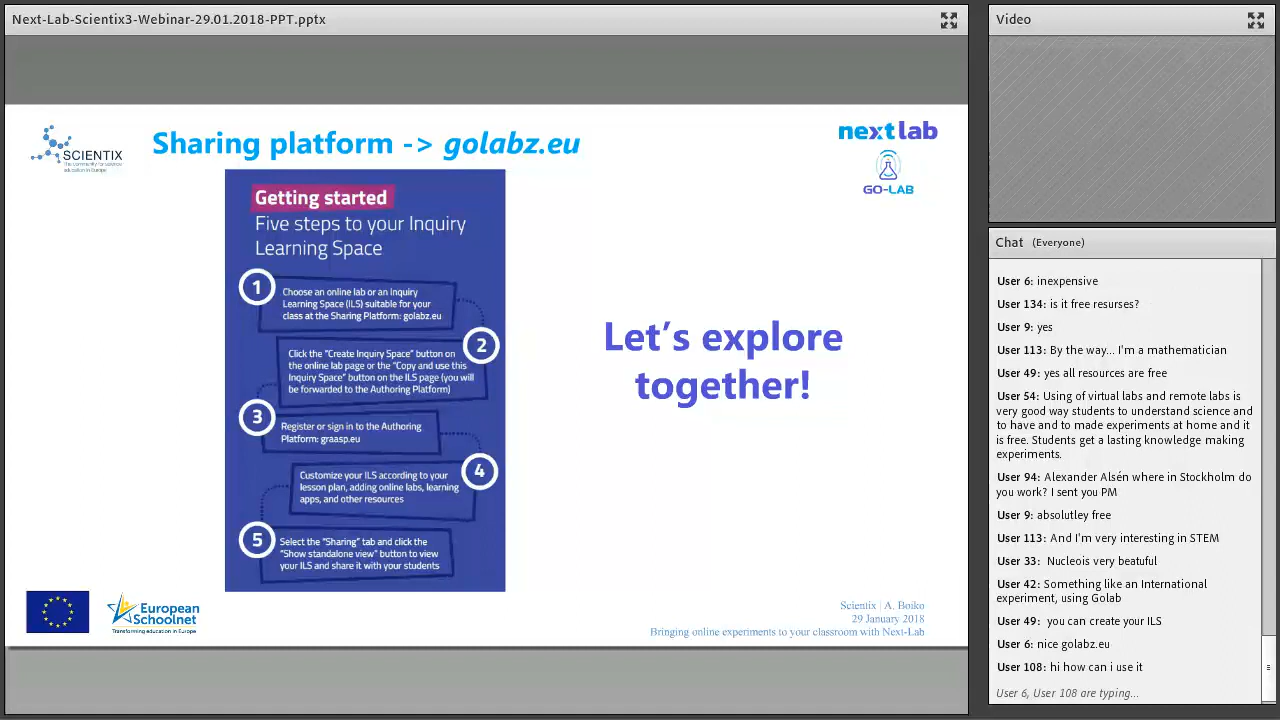 Next-Lab-Scientix3-Webinar-29.01.2018-PPT.pptx
SCIENTIX
The community for science
education in Europe
Sharing platform -> golabz.eu
next lab
GO-LAB
Getting started
Five steps to your Inquiry
Learning Space
1
Choose an online lab or an Inquiry
Learning Space (ILS) suitable for your
class at the Sharing Platform: golabz.eu
2
Click the "Create Inquiry Space" button on
the online lab page or the "Copy and use this
Inquiry Space" button on the ILS page (you will
be forwarded to the Authoring Platform)
3
Register or sign in to the Authoring
Platform: graasp.eu
4
Customize your ILS according to your
lesson plan, adding online labs, learning
apps, and other resources
5
Select the "Sharing" tab and click the
"Show standalone view" button to view
your ILS and share it with your students
Let's explore
together!
European
Schoolnet
Transforming education in Europe
Scientix | A. Boiko
29 January 2018
Bringing online experiments to your classroom with Next-Lab
Video
Chat (Everyone)
User 6: inexpensive
User 134: is it free resurses?
User 9: yes
User 113: By the way... I'm a mathematician
User 49: yes all resources are free
User 54: Using of virtual labs and remote labs is
very good way students to understand science and
to have and to made experiments at home and it
is free. Students get a lasting knowledge making
experiments.
User 94: Alexander Alsén where in Stockholm do
you work? I sent you PM
User 9: absolutley free
User 113: And I'm very interesting in STEM
User 33: Nucleois very beatuful
User 42: Something like an International
experiment, using Golab
User 49: you can create your ILS
User 6: nice golabz.eu
User 108: hi how can i use it
User 6, User 108 are typing...